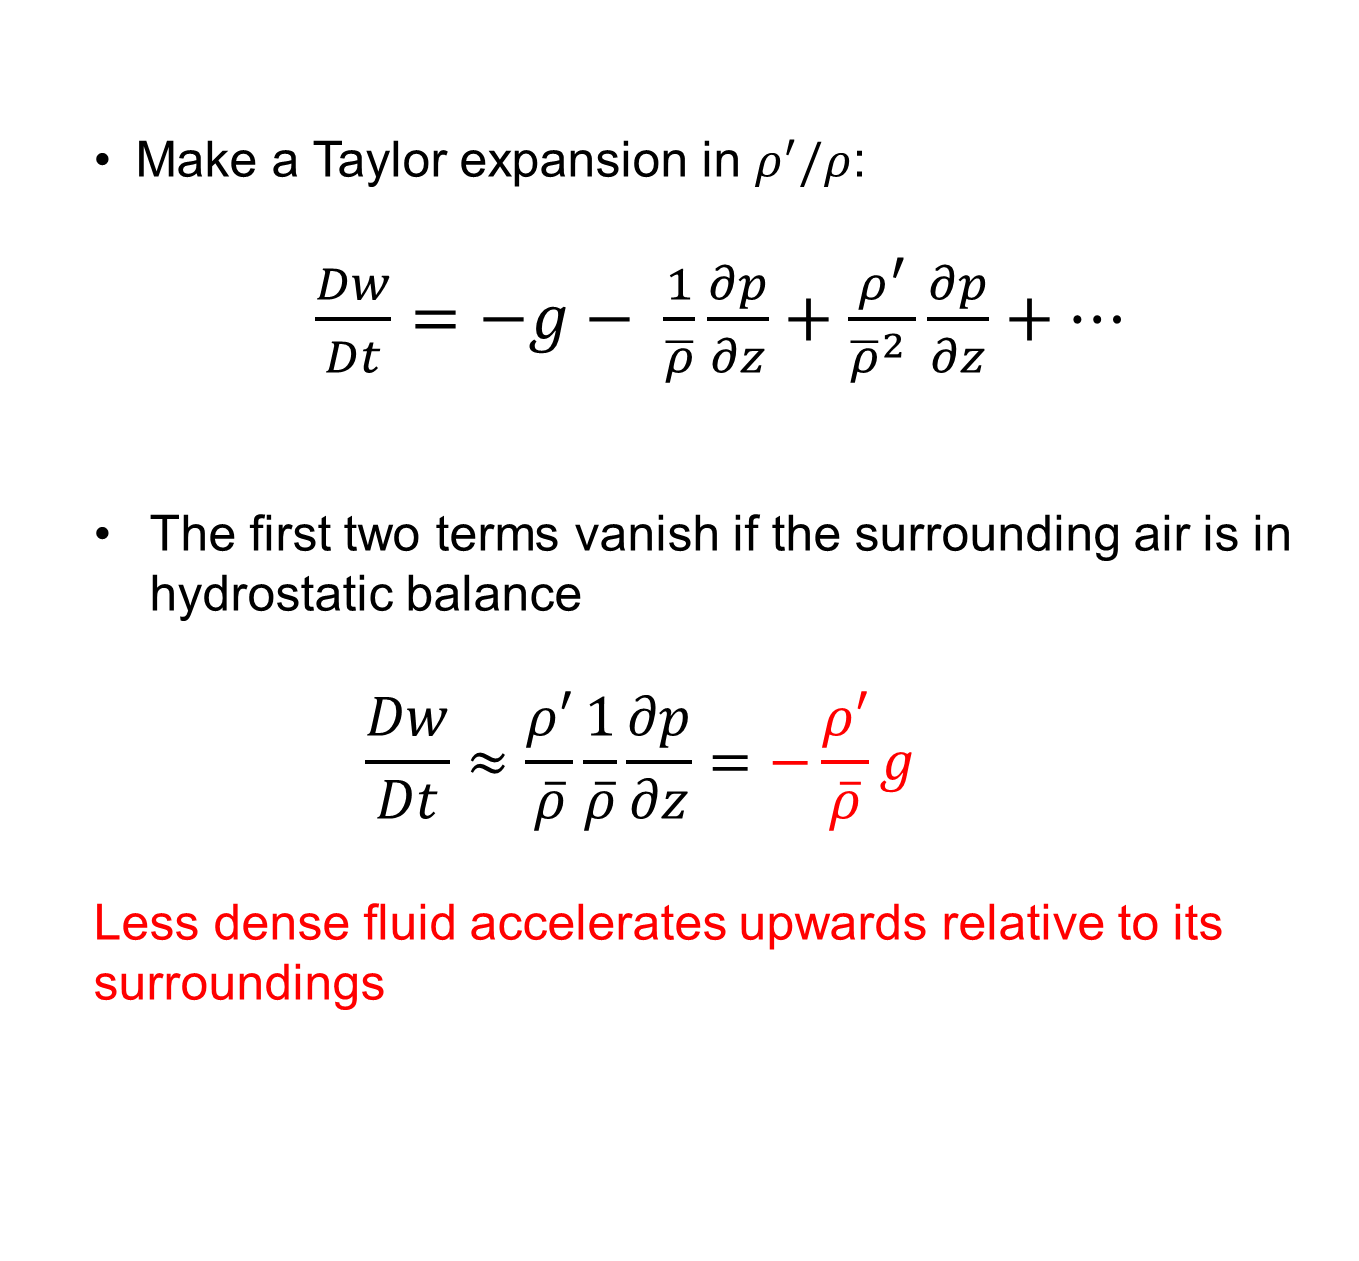 • Make a Taylor expansion in 𝜌′/𝜌:
𝐷𝑤/𝐷𝑡 = −𝑔 − 1/𝜌̅ 𝜕𝑝/𝜕𝑧 + 𝜌′/𝜌̅² 𝜕𝑝/𝜕𝑧 + ⋯
• The first two terms vanish if the surrounding air is in
hydrostatic balance
𝐷𝑤/𝐷𝑡 ≈ 𝜌′/𝜌̅ 1/𝜌̅ 𝜕𝑝/𝜕𝑧 = −𝜌′/𝜌̅ 𝑔
Less dense fluid accelerates upwards relative to its
surroundings